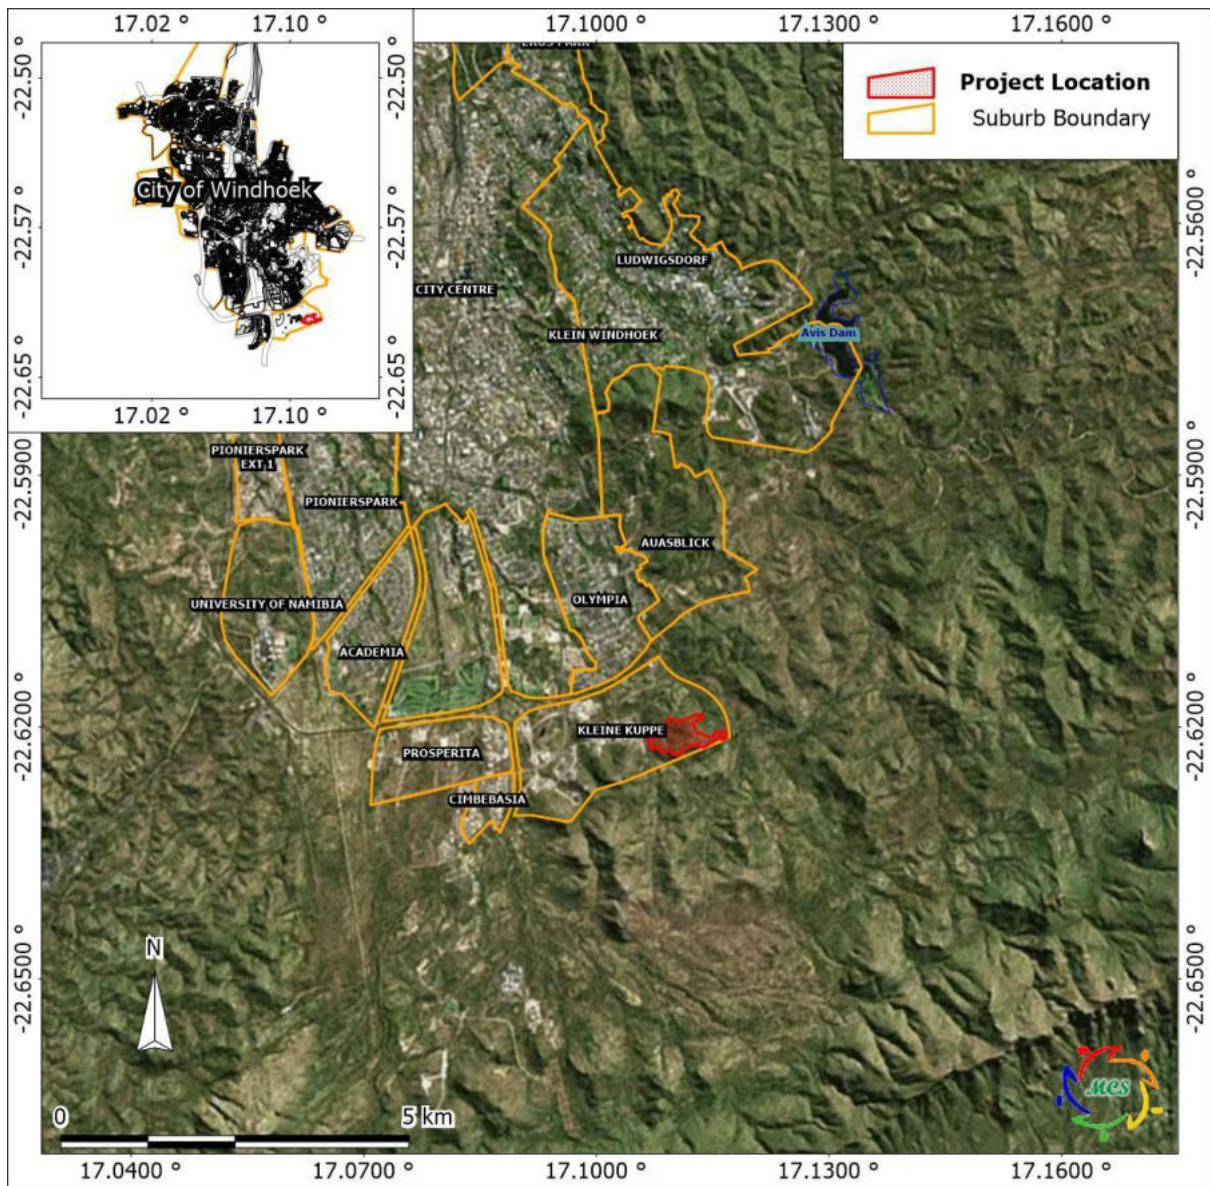 17.02 °
17.10 °
17.1000 °
17.1300 °
17.1600 °
-22.50 °
-22.57 °
-22.65 °
City of Windhoek
-22.50 °
-22.57 °
-22.65 °
17.02 °
17.10 °
EROS PARK
Project Location
Suburb Boundary
-22.5600 °
LUDWIGSDORF
CITY CENTRE
KLEIN WINDHOEK
Avis Dam
PIONIERSPARK
EXT 1
-22.5900 °
-22.5900 °
PIONIERSPARK
AUASBLICK
UNIVERSITY OF NAMIBIA
OLYMPIA
ACADEMIA
-22.6200 °
-22.6200 °
KLEINE KUPPE
PROSPERITA
CIMBEBASIA
-22.6500 °
-22.6500 °
N
MCS
0
5 km
17.0400 °
17.0700 °
17.1000 °
17.1300 °
17.1600 °